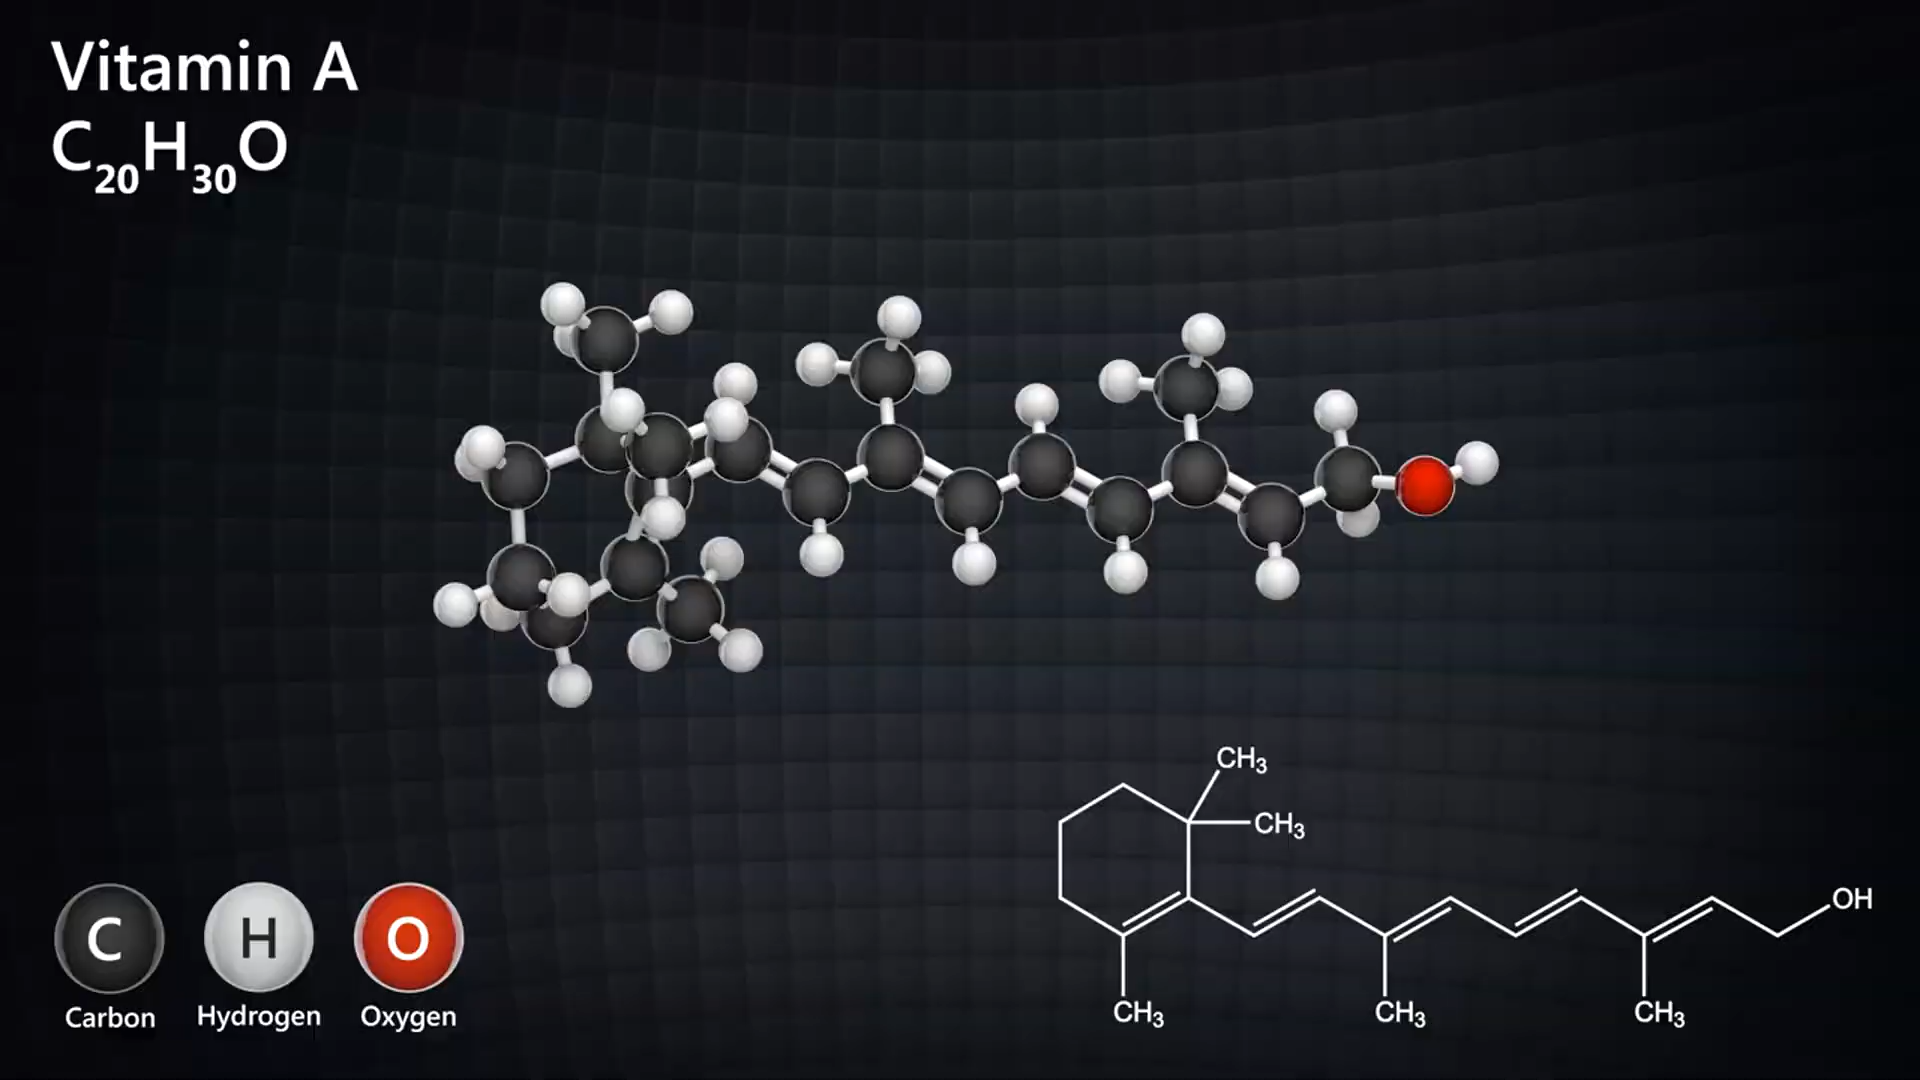 Vitamin A
C₂₀H₃₀O
CH₃
CH₃
OH
CH₃
CH₃
CH₃
C
H
O
Carbon
Hydrogen
Oxygen